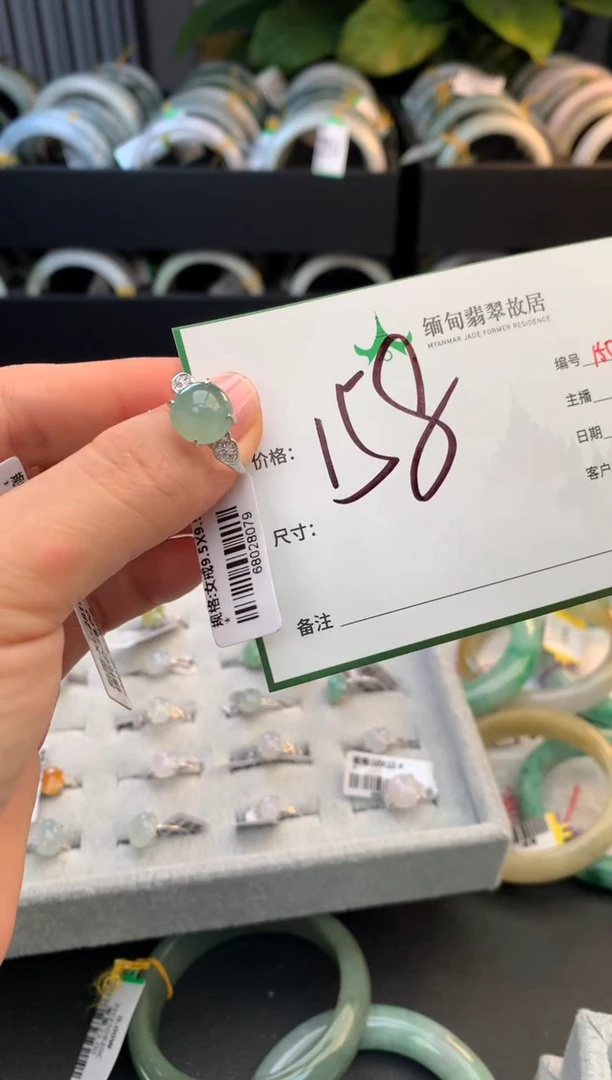 缅甸翡翠故居
MYANMAR JADE FORMER RESIDENCE
编号
主播
日期
客户
价格: 158
尺寸:
备注
规格:女戒9.5X9.
68028079